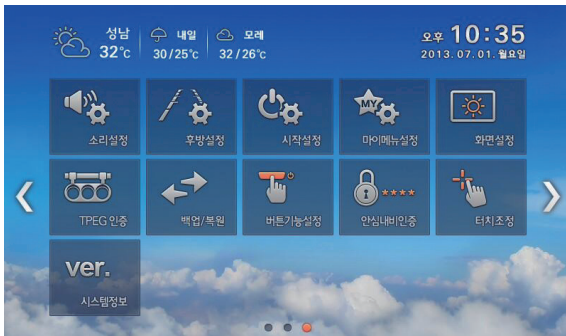 성남
32°c
내일
30/25°c
모레
32/26°c
오후 10:35
2013.07.01.월요일
소리설정
후방설정
시작설정
MY
마이메뉴설정
화면설정
TPEG 인증
백업/복원
버튼기능설정
****
안심내비인증
터치조정
ver.
시스템정보